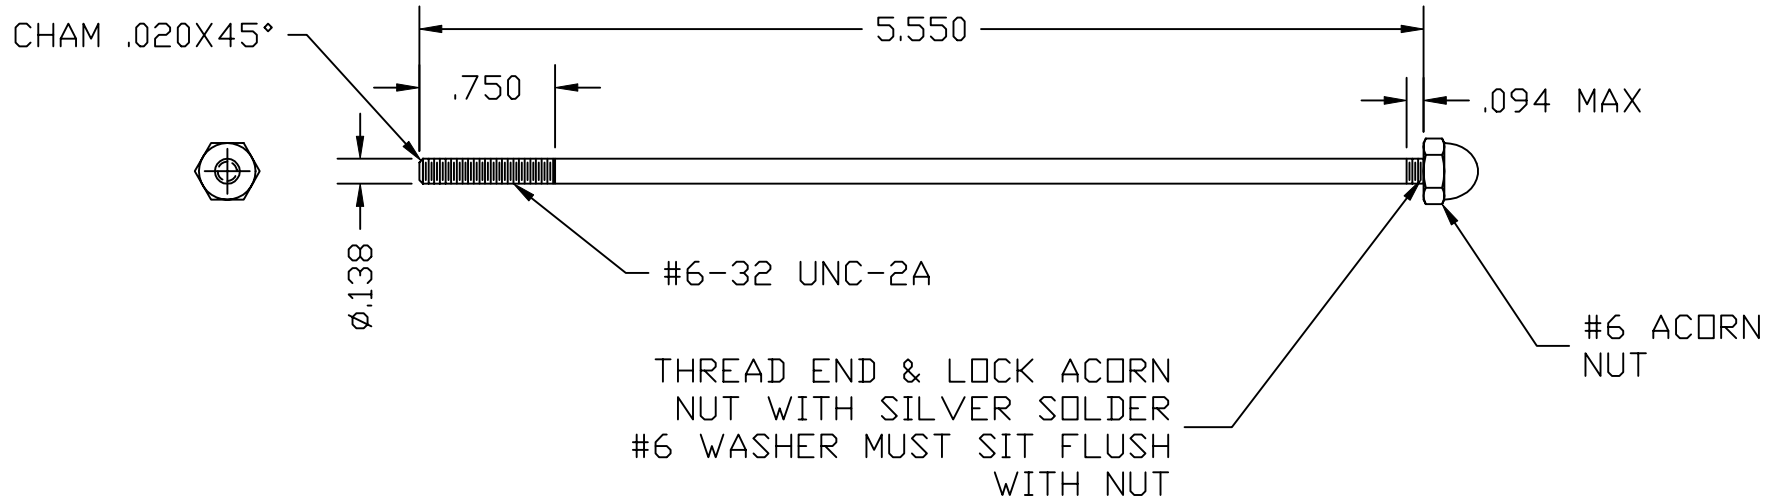 CHAM .020X45°
5.550
.750
.094 MAX
Ø.138
#6-32 UNC-2A
#6 ACORN
NUT
THREAD END & LOCK ACORN
NUT WITH SILVER SOLDER
#6 WASHER MUST SIT FLUSH
WITH NUT